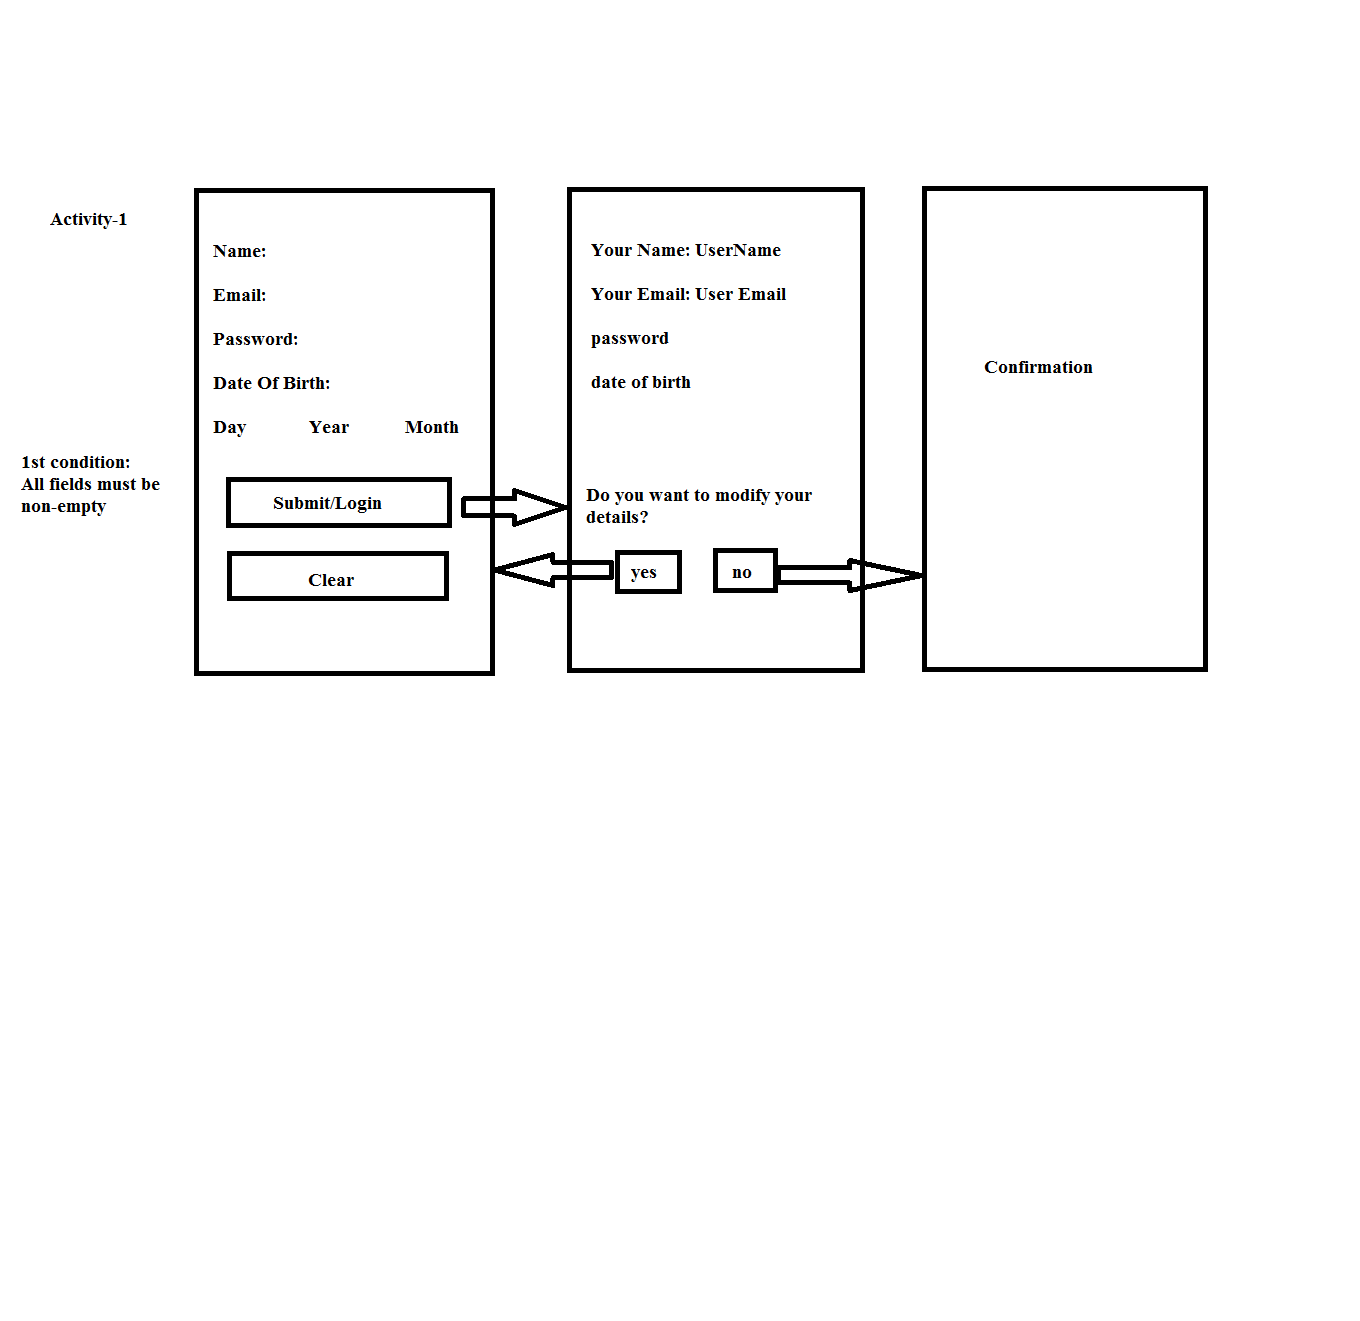 Activity-1
1st condition:
All fields must be
non-empty
Name:
Email:
Password:
Date Of Birth:
Day Year Month
Submit/Login
Clear
Your Name: UserName
Your Email: User Email
password
date of birth
Do you want to modify your
details?
yes no
Confirmation